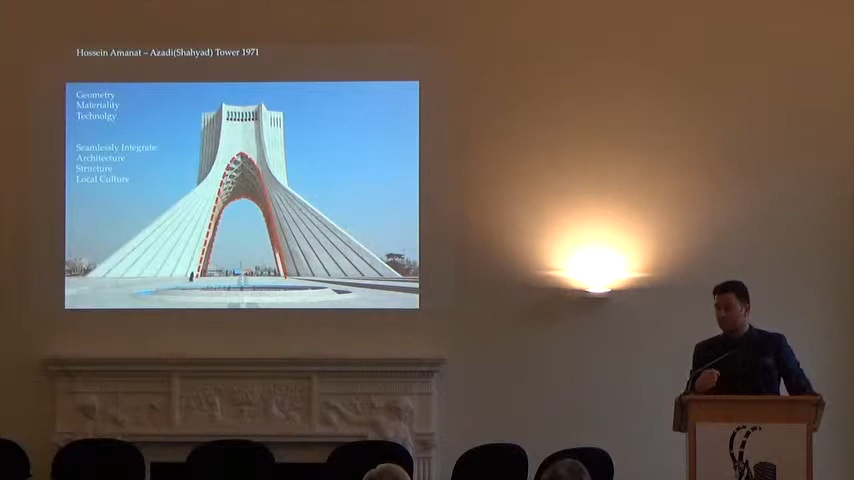 Hossein Amanat – Azadi(Shahyad) Tower 1971
Geometry
Materiality
Technolgy
Seamlessly Integrate:
Architecture
Structure
Local Culture